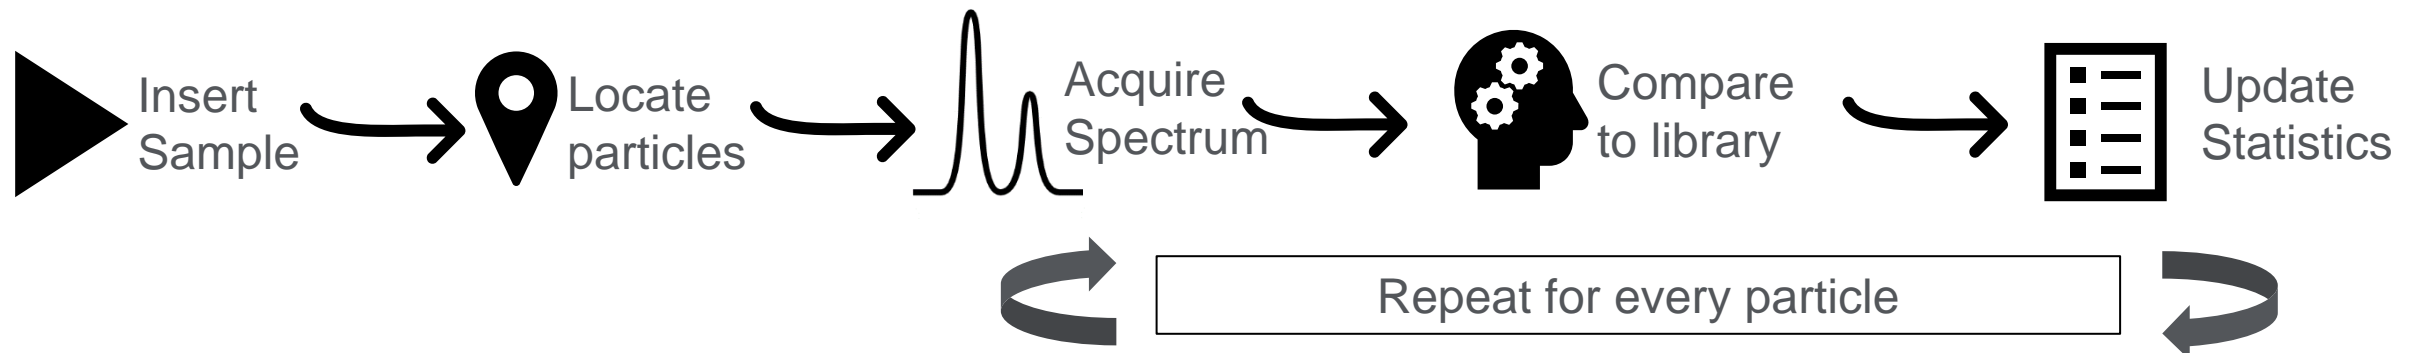 Insert
Sample
Locate
particles
Acquire
Spectrum
Compare
to library
Update
Statistics
Repeat for every particle